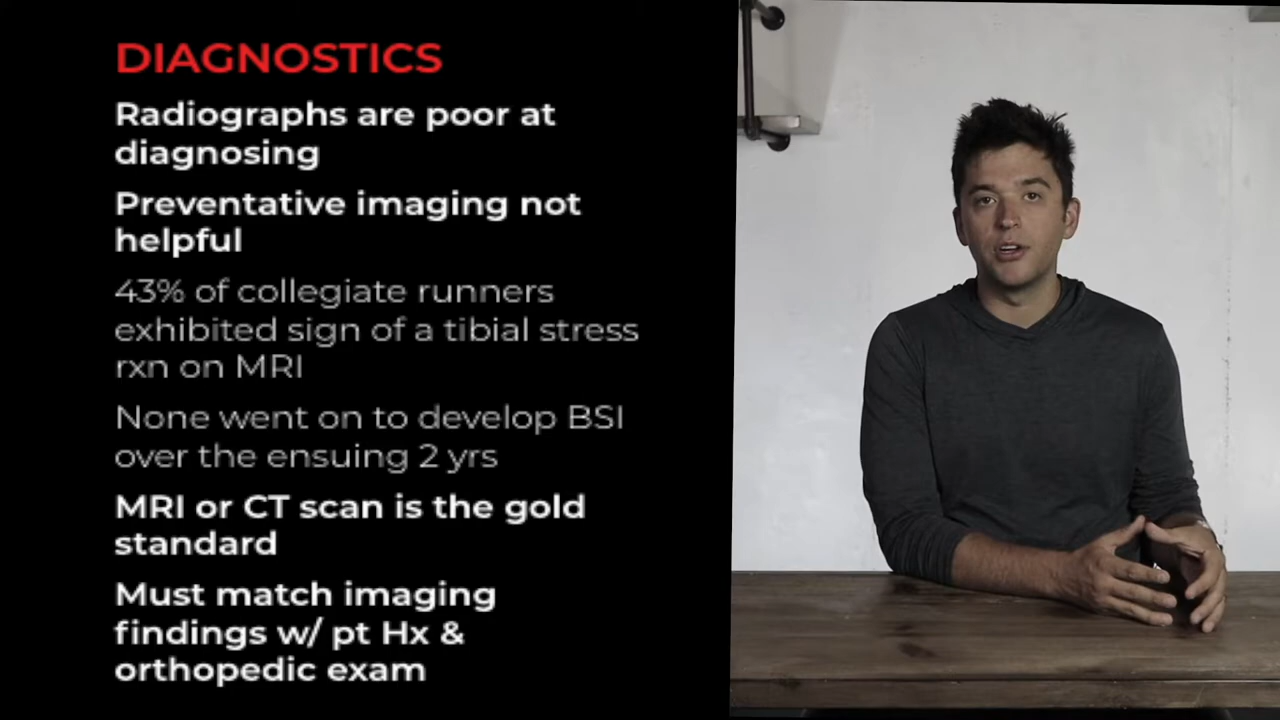 DIAGNOSTICS
Radiographs are poor at
diagnosing
Preventative imaging not
helpful
43% of collegiate runners
exhibited sign of a tibial stress
rxn on MRI
None went on to develop BSI
over the ensuing 2 yrs
MRI or CT scan is the gold
standard
Must match imaging
findings w/ pt Hx &
orthopedic exam